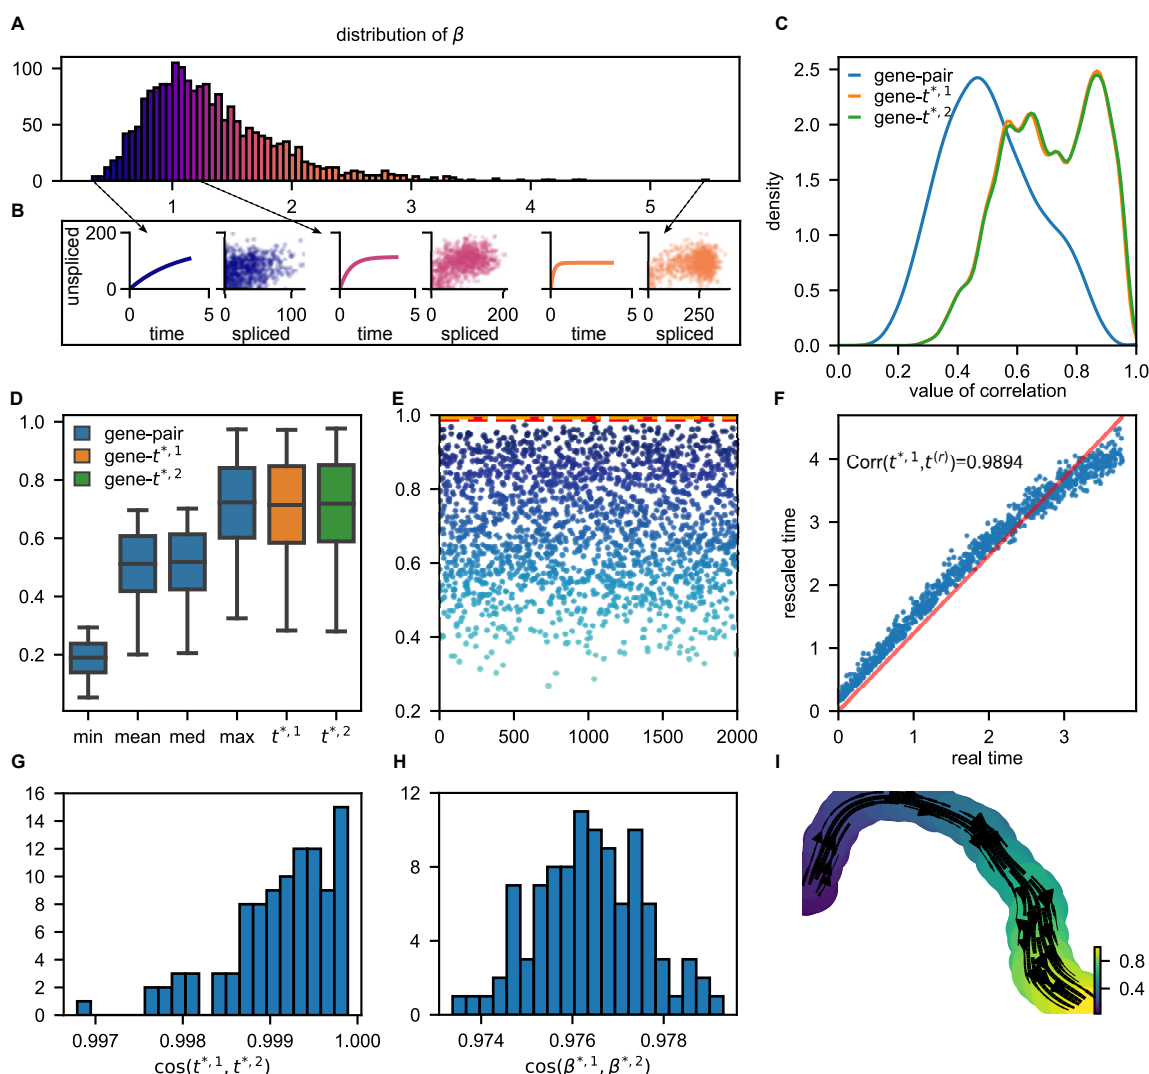 A
distribution of β
100
50
0
1 2 3 4 5
B
unspliced
200
0
0 5
time
0 100
spliced
0 5
time
0 200
spliced
0 5
time
0 250
spliced
C
gene-pair
gene-t*,1
gene-t*,2
density
2.5
2.0
1.5
1.0
0.5
0.0
0.0 0.2 0.4 0.6 0.8 1.0
value of correlation
D
gene-pair
gene-t*,1
gene-t*,2
1.0
0.8
0.6
0.4
0.2
min mean med max t*,1 t*,2
E
1.0
0.8
0.6
0.4
0.2
0 500 1000 1500 2000
F
Corr(t*,1,t(r))=0.9894
rescaled time
4
3
2
1
0
0 1 2 3
real time
G
16
14
12
10
8
6
4
2
0
0.997 0.998 0.999 1.000
cos(t*,1, t*,2)
H
12
9
6
3
0
0.974 0.976 0.978
cos(β*,1, β*,2)
I
0.8
0.4